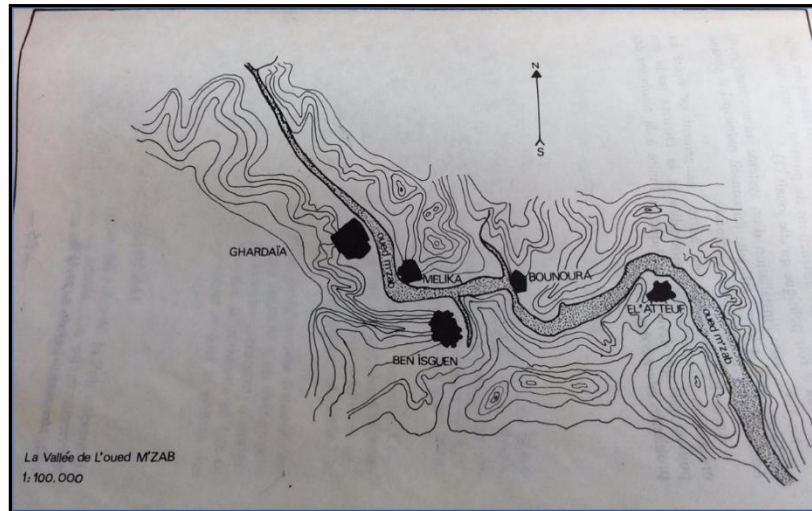 N
S
GHARDAÏA
oued m'zab
MELIKA
BOUNOURA
EL'ATTEUF
oued m'zab
BEN ISGUEN
La Vallée de L'oued M'ZAB
1:100.000